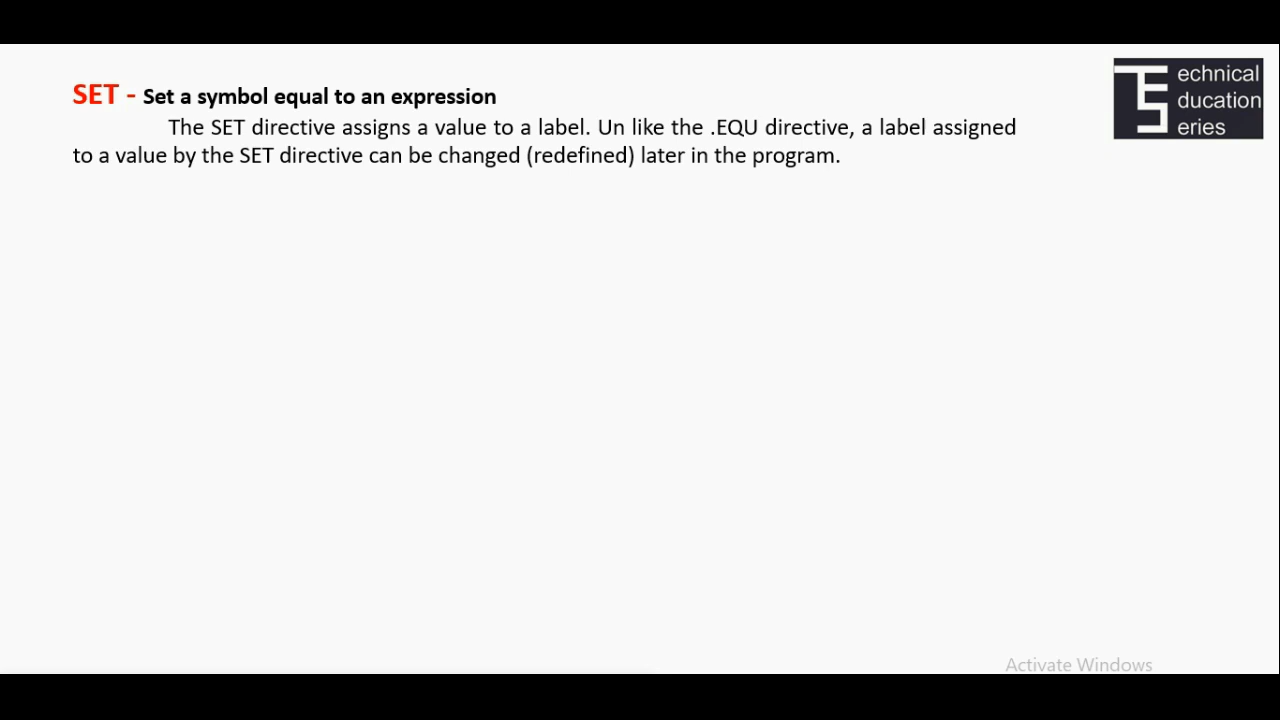 SET - Set a symbol equal to an expression
The SET directive assigns a value to a label. Un like the .EQU directive, a label assigned
to a value by the SET directive can be changed (redefined) later in the program.
TES
echnical
ducation
eries
Activate Windows